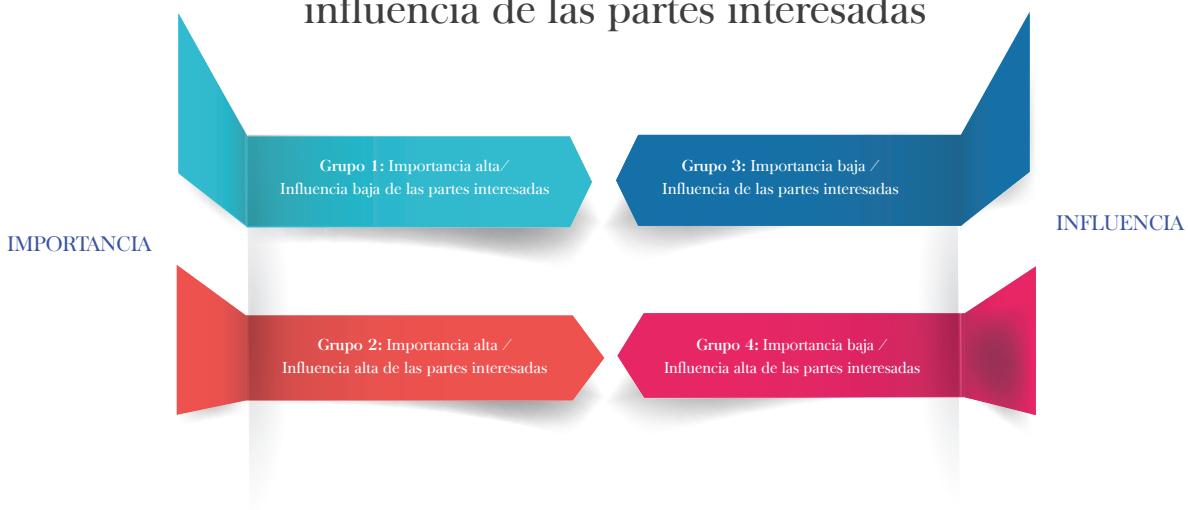 influencia de las partes interesadas
Grupo 1: Importancia alta/
Influencia baja de las partes interesadas
Grupo 3: Importancia baja /
Influencia de las partes interesadas
IMPORTANCIA
INFLUENCIA
Grupo 2: Importancia alta /
Influencia alta de las partes interesadas
Grupo 4: Importancia baja /
Influencia alta de las partes interesadas